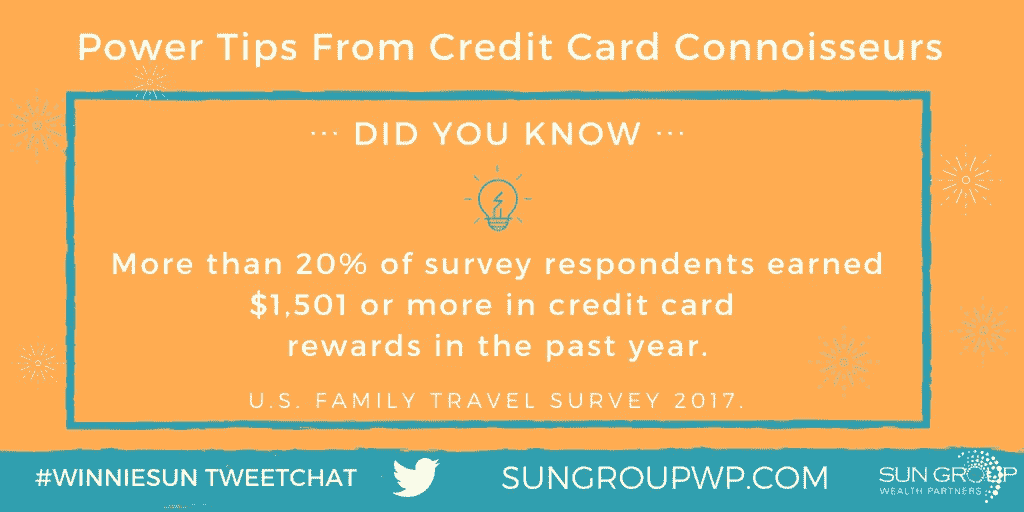 Power Tips From Credit Card Connoisseurs
... DID YOU KNOW ...
More than 20% of survey respondents earned
$1,501 or more in credit card
rewards in the past year.
U.S. FAMILY TRAVEL SURVEY 2017.
#WINNIESUN TWEETCHAT
SUNGROUPWP.COM
SUN GROUP
WEALTH PARTNERS